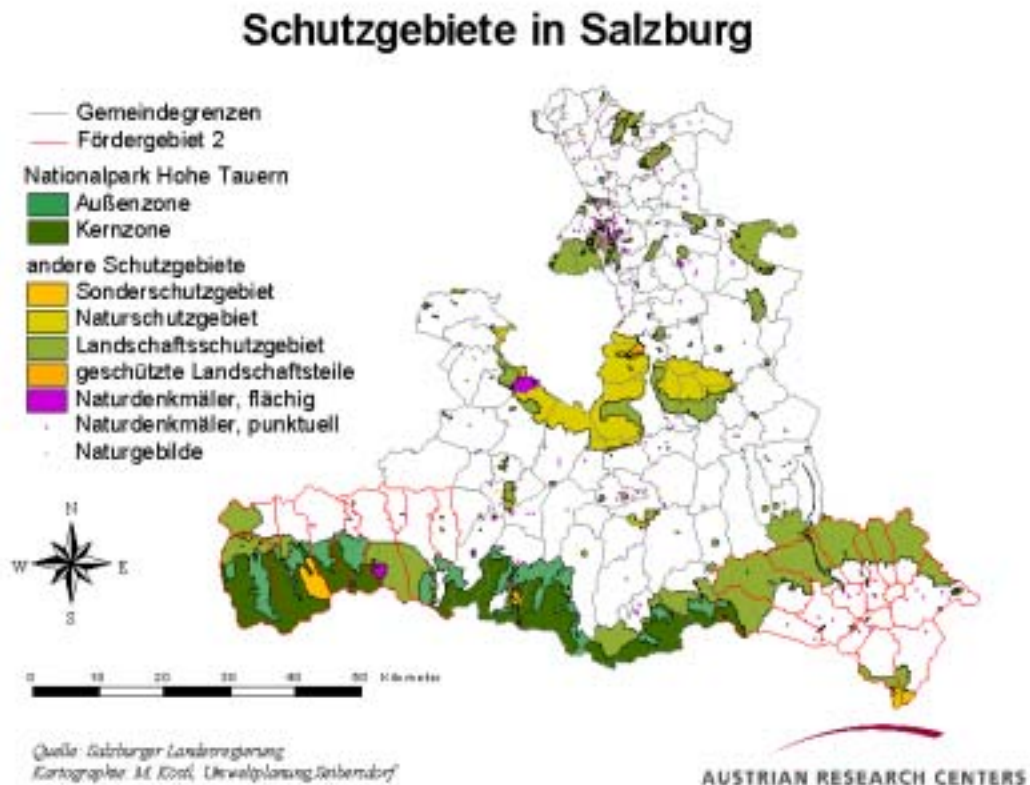 Schutzgebiete in Salzburg
Gemeindegrenzen
Fördergebiet 2
Nationalpark Hohe Tauern
Außenzone
Kernzone
andere Schutzgebiete
Sonderschutzgebiet
Naturschutzgebiet
Landschaftsschutzgebiet
geschützte Landschaftsteile
Naturdenkmäler, flächig
Naturdenkmäler, punktuell
Naturgebilde
N
W E
S
0 10 20 30 40 50 Kilometer
Quelle: Salzburger Landesregierung
Kartographie: M. Köstl, Umweltplanung, Seibersdorf
AUSTRIAN RESEARCH CENTERS